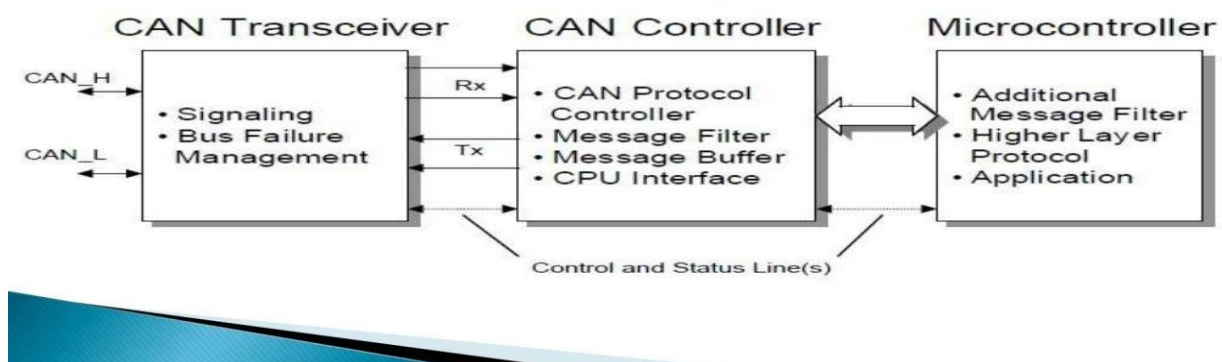 CAN Transceiver
CAN Controller
Microcontroller
CAN_H
CAN_L
• Signaling
• Bus Failure
Management
Rx
Tx
• CAN Protocol
Controller
• Message Filter
• Message Buffer
• CPU Interface
• Additional
Message Filter
• Higher Layer
Protocol
• Application
Control and Status Line(s)